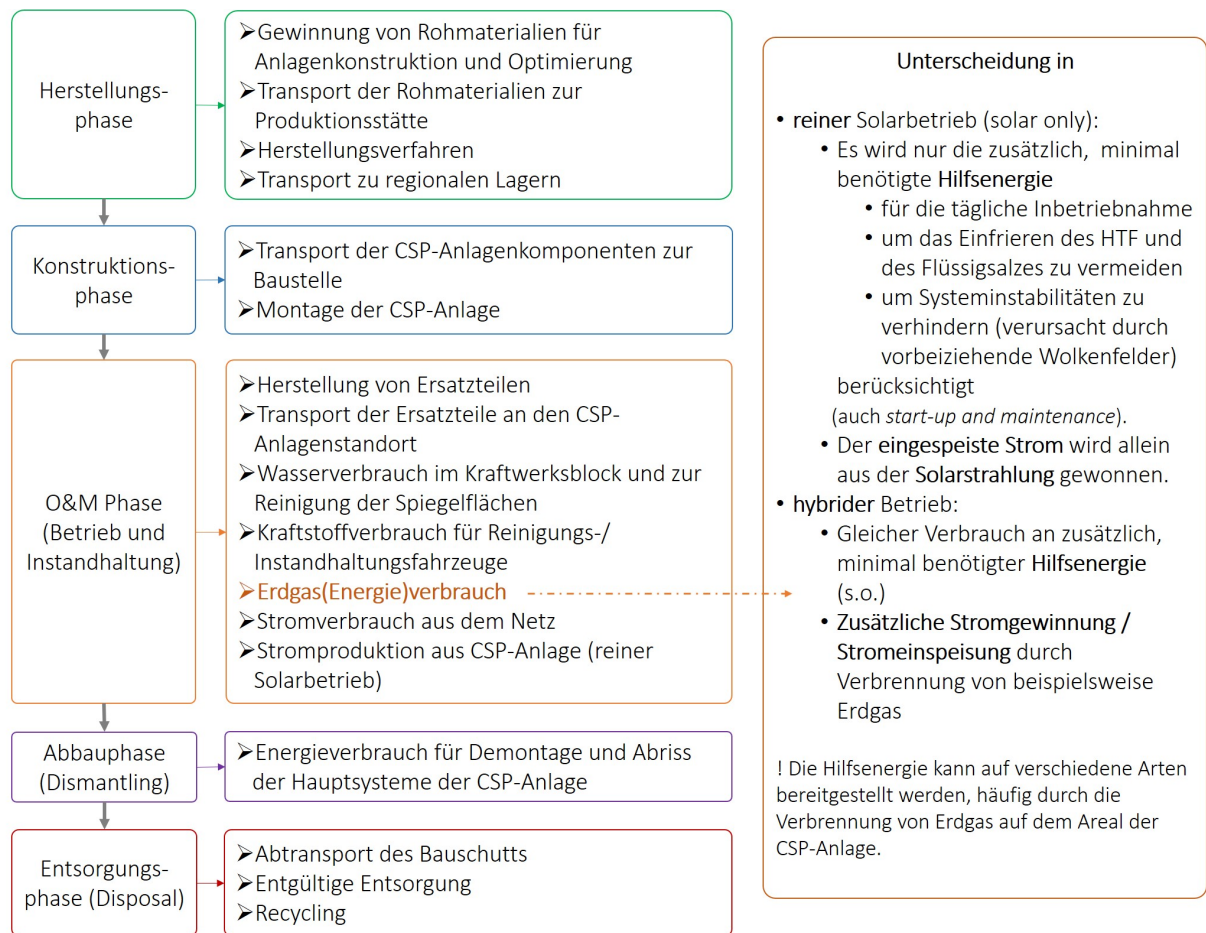 Herstellungs-
phase
➢Gewinnung von Rohmaterialien für
Anlagenkonstruktion und Optimierung
➢Transport der Rohmaterialien zur
Produktionsstätte
➢Herstellungsverfahren
➢Transport zu regionalen Lagern
Konstruktions-
phase
➢Transport der CSP-Anlagenkomponenten zur
Baustelle
➢Montage der CSP-Anlage
O&M Phase
(Betrieb und
Instandhaltung)
➢Herstellung von Ersatzteilen
➢Transport der Ersatzteile an den CSP-
Anlagenstandort
➢Wasserverbrauch im Kraftwerksblock und zur
Reinigung der Spiegelflächen
➢Kraftstoffverbrauch für Reinigungs-/
Instandhaltungsfahrzeuge
➢Erdgas(Energie)verbrauch
➢Stromverbrauch aus dem Netz
➢Stromproduktion aus CSP-Anlage (reiner
Solarbetrieb)
Abbauphase
(Dismantling)
➢Energieverbrauch für Demontage und Abriss
der Hauptsysteme der CSP-Anlage
Entsorgungs-
phase (Disposal)
➢Abtransport des Bauschutts
➢Entgültige Entsorgung
➢Recycling
Unterscheidung in
• reiner Solarbetrieb (solar only):
• Es wird nur die zusätzlich, minimal
benötigte Hilfsenergie
• für die tägliche Inbetriebnahme
• um das Einfrieren des HTF und
des Flüssigsalzes zu vermeiden
• um Systeminstabilitäten zu
verhindern (verursacht durch
vorbeiziehende Wolkenfelder)
berücksichtigt
(auch start-up and maintenance).
• Der eingespeiste Strom wird allein
aus der Solarstrahlung gewonnen.
• hybrider Betrieb:
• Gleicher Verbrauch an zusätzlich,
minimal benötigter Hilfsenergie
(s.o.)
• Zusätzliche Stromgewinnung /
Stromeinspeisung durch
Verbrennung von beispielsweise
Erdgas
! Die Hilfsenergie kann auf verschiedene Arten
bereitgestellt werden, häufig durch die
Verbrennung von Erdgas auf dem Areal der
CSP-Anlage.